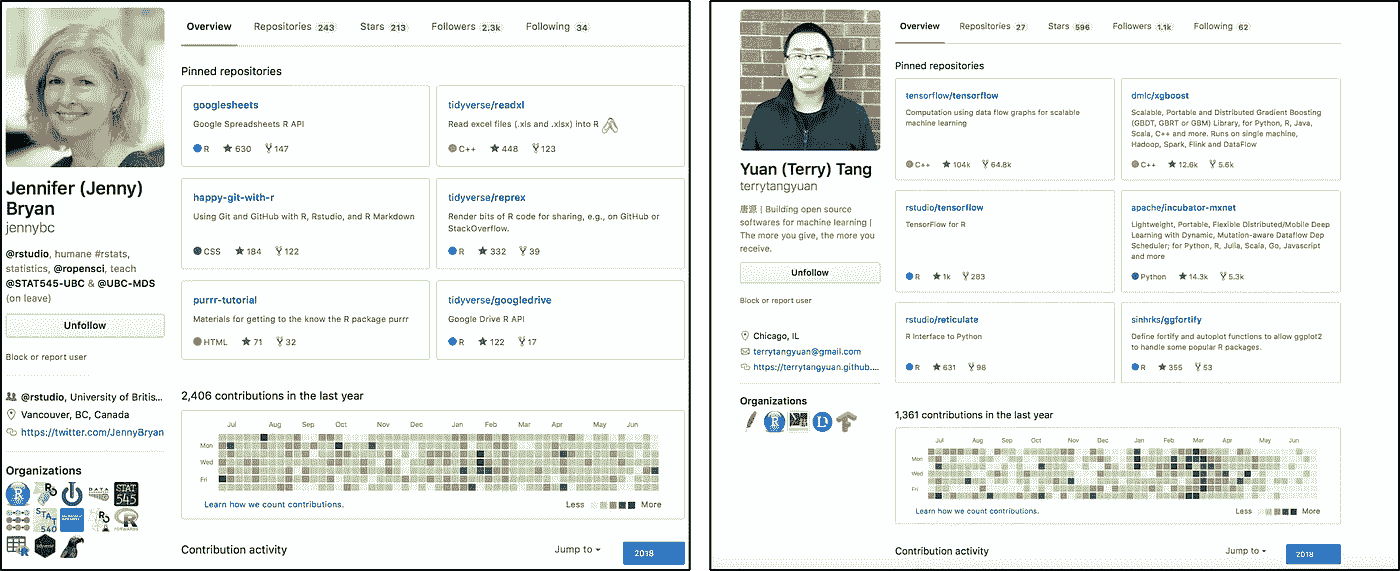 Overview Repositories 243 Stars 213 Followers 2.3k Following 34
Pinned repositories
googlesheets
Google Spreadsheets R API
R 630 147
tidyverse/readxl
Read excel files (.xls and .xlsx) into R
C++ 448 123
happy-git-with-r
Using Git and GitHub with R, Rstudio, and R Markdown
CSS 184 122
tidyverse/reprex
Render bits of R code for sharing, e.g., on GitHub or
StackOverflow.
R 332 39
purrr-tutorial
Materials for getting to the know the R package purrr
HTML 71 32
tidyverse/googledrive
Google Drive R API
R 122 17
Jennifer (Jenny)
Bryan
jennybc
@rstudio, humane #rstats,
statistics, @ropensci, teach
@STAT545-UBC & @UBC-MDS
(on leave)
Unfollow
Block or report user
@rstudio, University of Britis...
Vancouver, BC, Canada
https://twitter.com/JennyBryan
Organizations
STAT
545
2,406 contributions in the last year
Jul Aug Sep Oct Nov Dec Jan Feb Mar Apr May Jun
Mon
Wed
Fri
Learn how we count contributions. Less More
Contribution activity Jump to 2018
Overview Repositories 27 Stars 596 Followers 1.1k Following 62
Pinned repositories
tensorflow/tensorflow
Computation using data flow graphs for scalable
machine learning
C++ 104k 64.8k
dmlc/xgboost
Scalable, Portable and Distributed Gradient Boosting
(GBDT, GBRT or GBM) Library, for Python, R, Java,
Scala, C++ and more. Runs on single machine,
Hadoop, Spark, Flink and DataFlow
C++ 12.6k 5.6k
rstudio/tensorflow
TensorFlow for R
R 1k 283
apache/incubator-mxnet
Lightweight, Portable, Flexible Distributed/Mobile Deep
Learning with Dynamic, Mutation-aware Dataflow Dep
Scheduler; for Python, R, Julia, Scala, Go, Javascript
and more
Python 14.3k 5.3k
rstudio/reticulate
R Interface to Python
R 631 98
sinhrks/ggfortify
Define fortify and autoplot functions to allow ggplot2
to handle some popular R packages.
R 355 53
Yuan (Terry) Tang
terrytangyuan
唐源 | Building open source
softwares for machine learning |
The more you give, the more you
receive.
Unfollow
Block or report user
Chicago, IL
terrytangyuan@gmail.com
https://terrytangyuan.github....
Organizations
1,361 contributions in the last year
Jul Aug Sep Oct Nov Dec Jan Feb Mar Apr May Jun
Mon
Wed
Fri
Learn how we count contributions. Less More
Contribution activity Jump to 2018